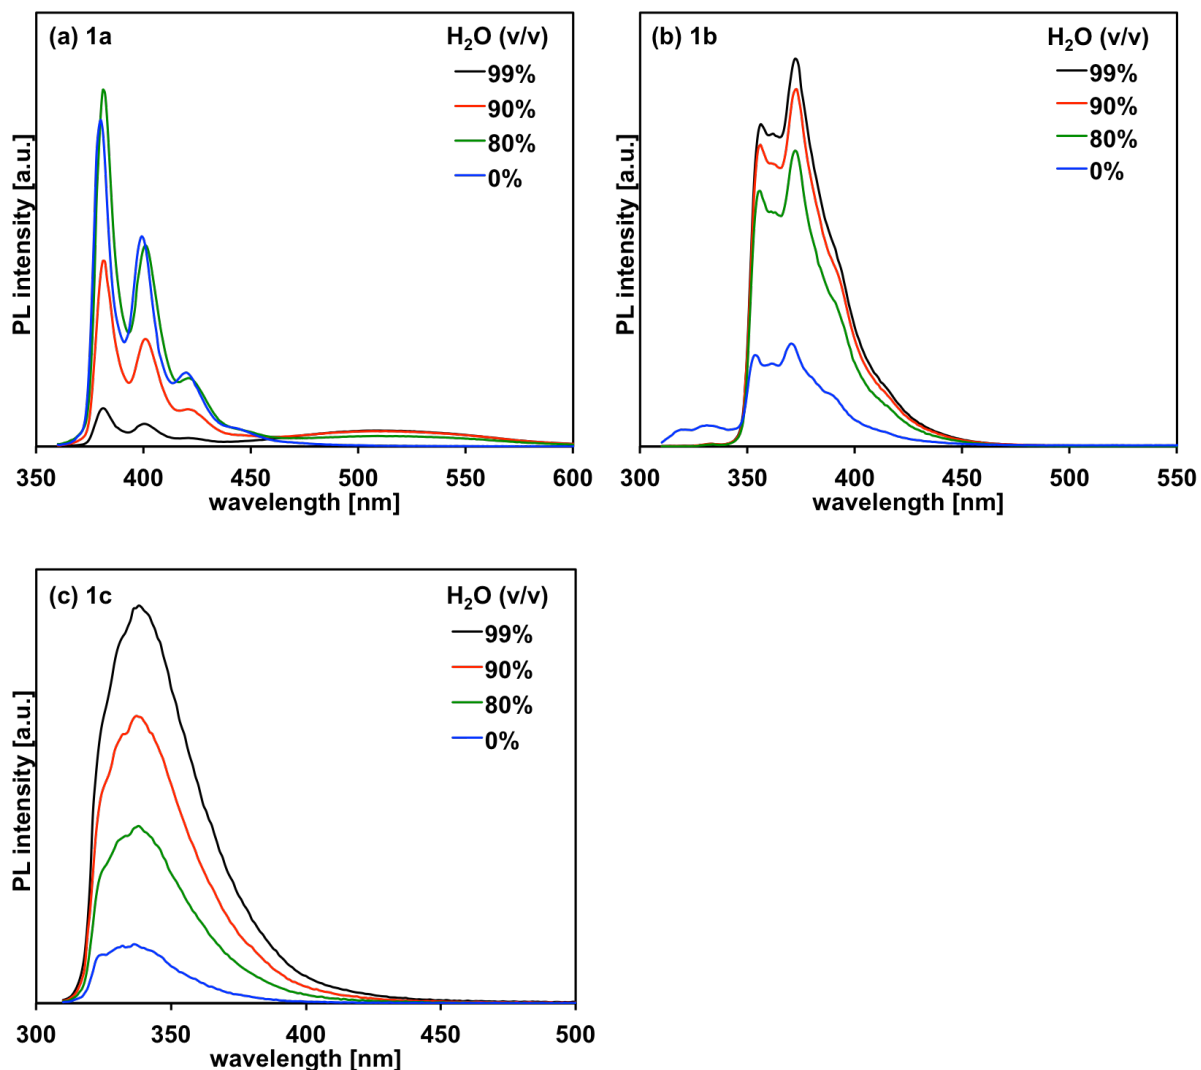 (a) 1a
H₂O (v/v)
99%
90%
80%
0%
PL intensity [a.u.]
350 400 450 500 550 600
wavelength [nm]
(b) 1b
H₂O (v/v)
99%
90%
80%
0%
PL intensity [a.u.]
300 350 400 450 500 550
wavelength [nm]
(c) 1c
H₂O (v/v)
99%
90%
80%
0%
PL intensity [a.u.]
300 350 400 450 500
wavelength [nm]